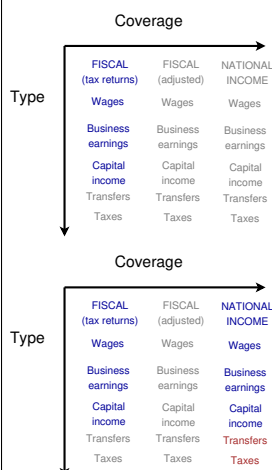 Coverage
Type
FISCAL FISCAL NATIONAL
(tax returns) (adjusted) INCOME
Wages Wages Wages
Business Business Business
earnings earnings earnings
Capital Capital Capital
income income income
Transfers Transfers Transfers
Taxes Taxes Taxes
Coverage
Type
FISCAL FISCAL NATIONAL
(tax returns) (adjusted) INCOME
Wages Wages Wages
Business Business Business
earnings earnings earnings
Capital Capital Capital
income income income
Transfers Transfers Transfers
Taxes Taxes Taxes